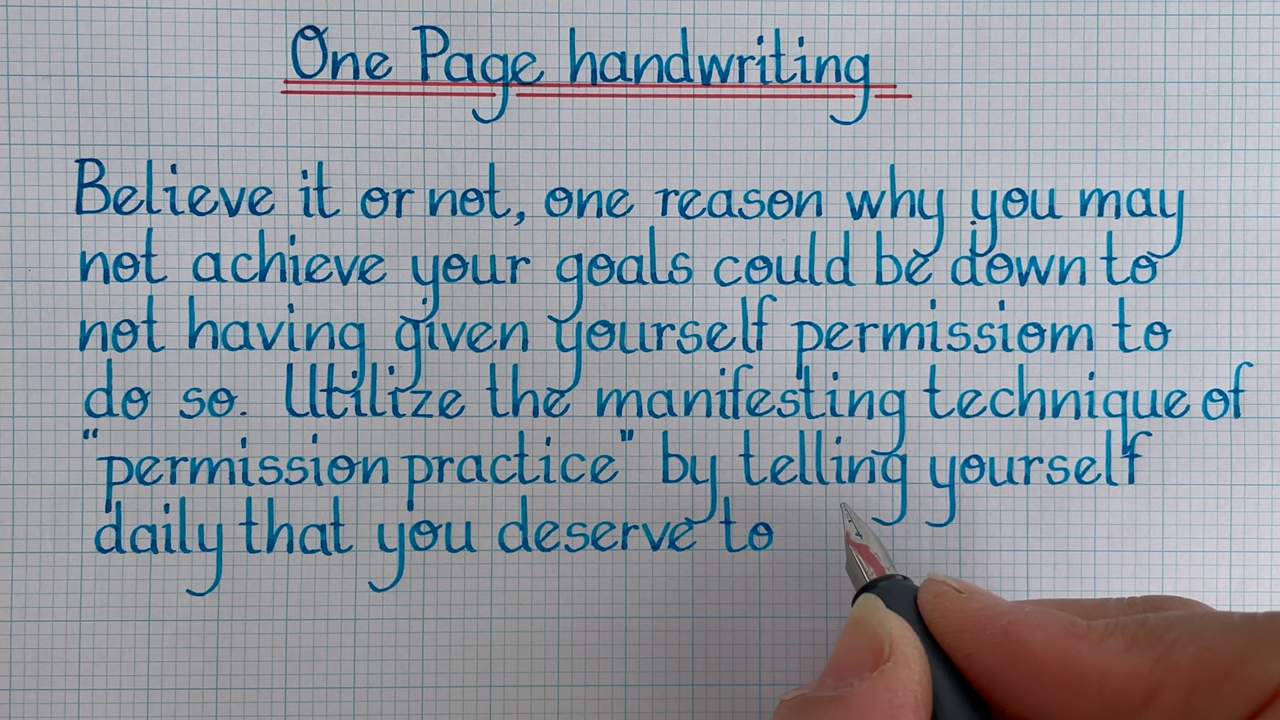 One Page handwriting
Believe it or not, one reason why you may
not achieve your goals could be down to
not having given yourself permissiom to
do so. Utilize the manifesting technique of
"permission practice" by telling yourself
daily that you deserve to